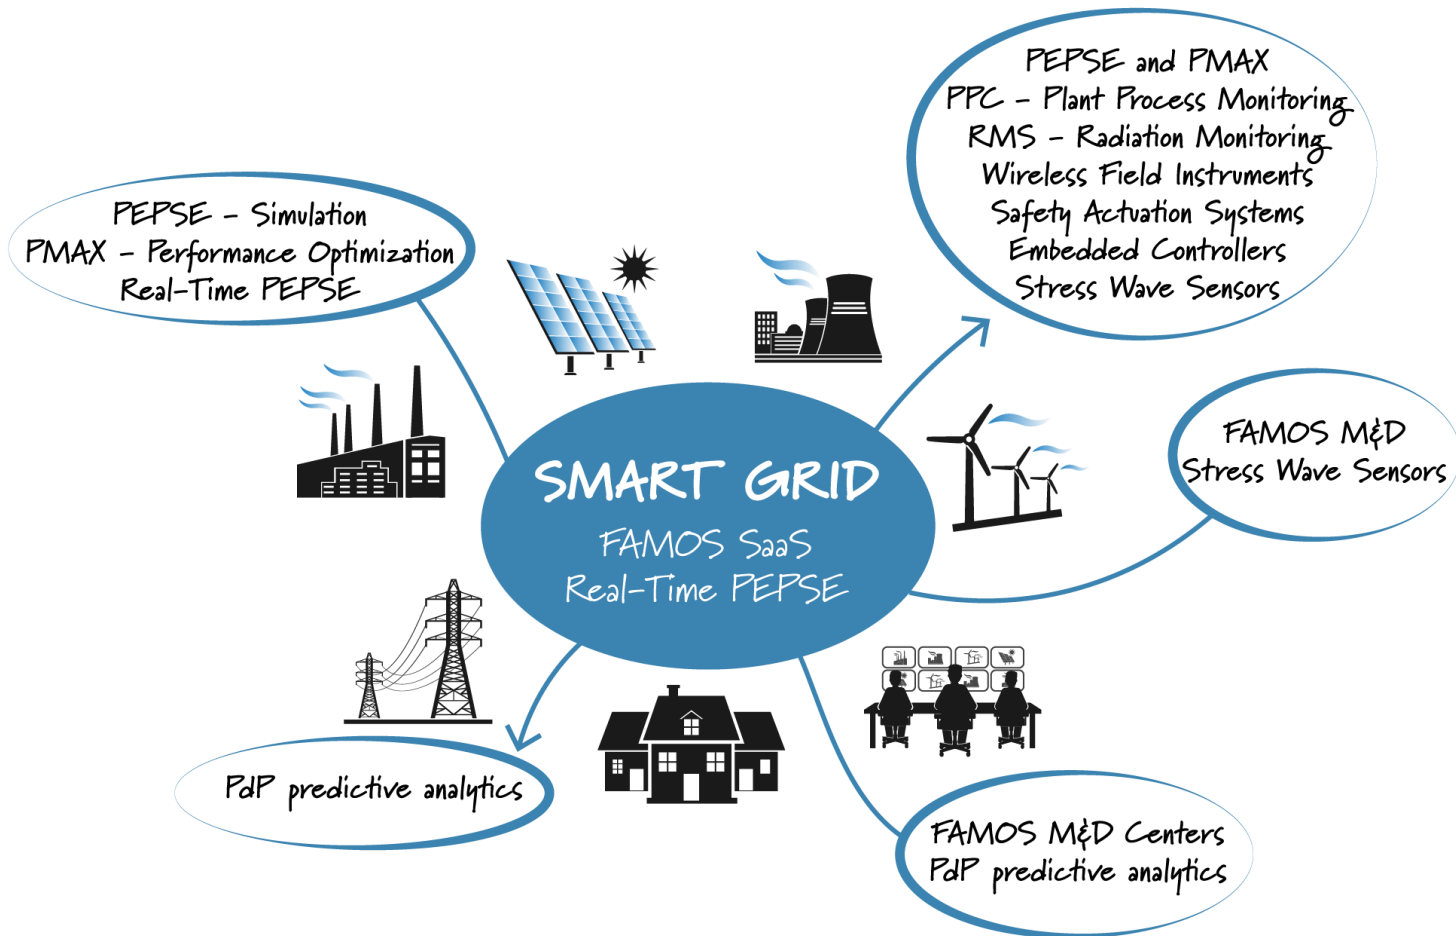 PEPSE and PMAX
PPC - Plant Process Monitoring
RMS - Radiation Monitoring
Wireless Field Instruments
Safety Actuation Systems
Embedded Controllers
Stress Wave Sensors
PEPSE - Simulation
PMAX - Performance Optimization
Real-Time PEPSE
FAMOS M&D
Stress Wave Sensors
SMART GRID
FAMOS SaaS
Real-Time PEPSE
PdP predictive analytics
FAMOS M&D Centers
PdP predictive analytics